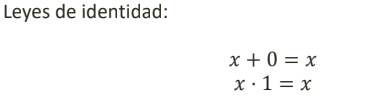 Leyes de identidad:
𝑥 + 0 = 𝑥
𝑥 · 1 = 𝑥